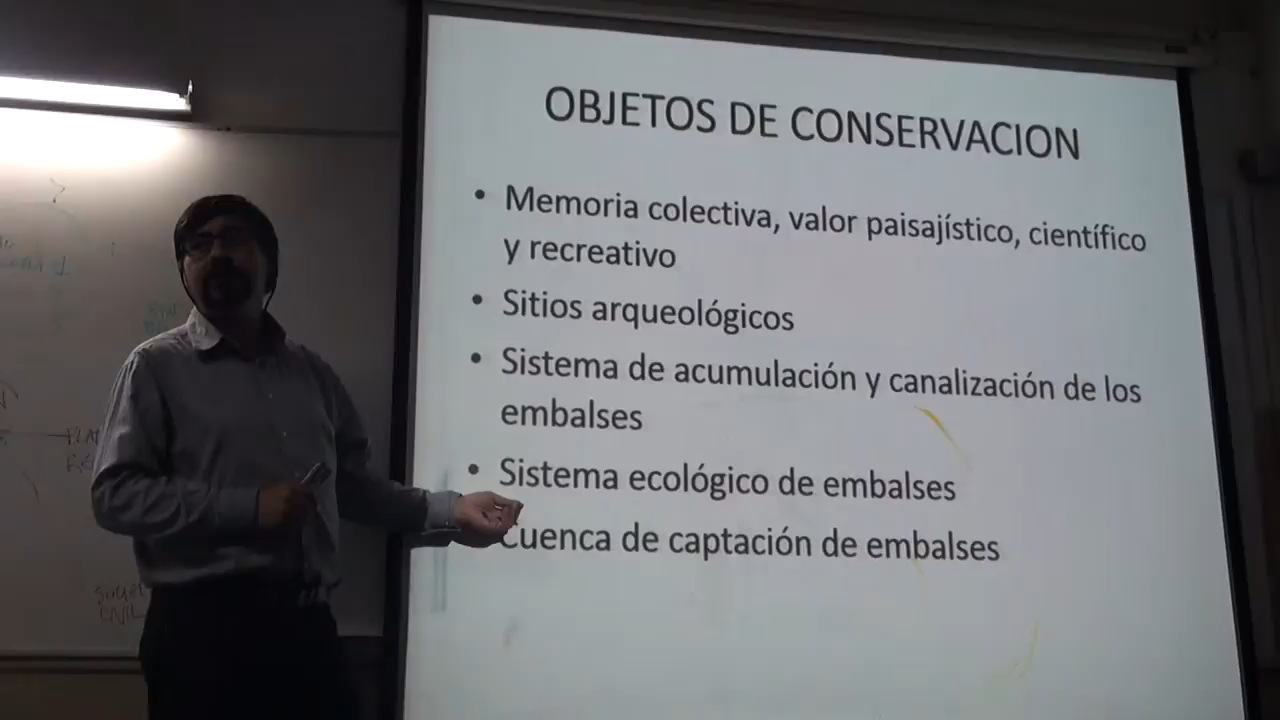 OBJETOS DE CONSERVACION
• Memoria colectiva, valor paisajístico, científico
y recreativo
• Sitios arqueológicos
• Sistema de acumulación y canalización de los
embalses
• Sistema ecológico de embalses
Cuenca de captación de embalses
CIVIL